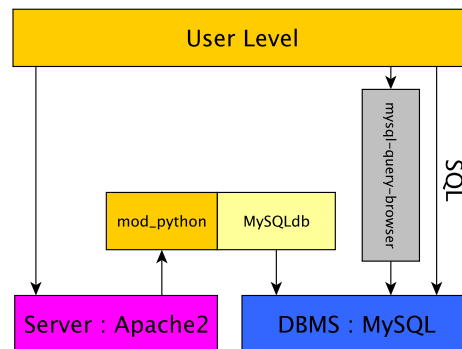 User Level
mysql-query-browser
SQL
mod_python
MySQLdb
Server : Apache2
DBMS : MySQL